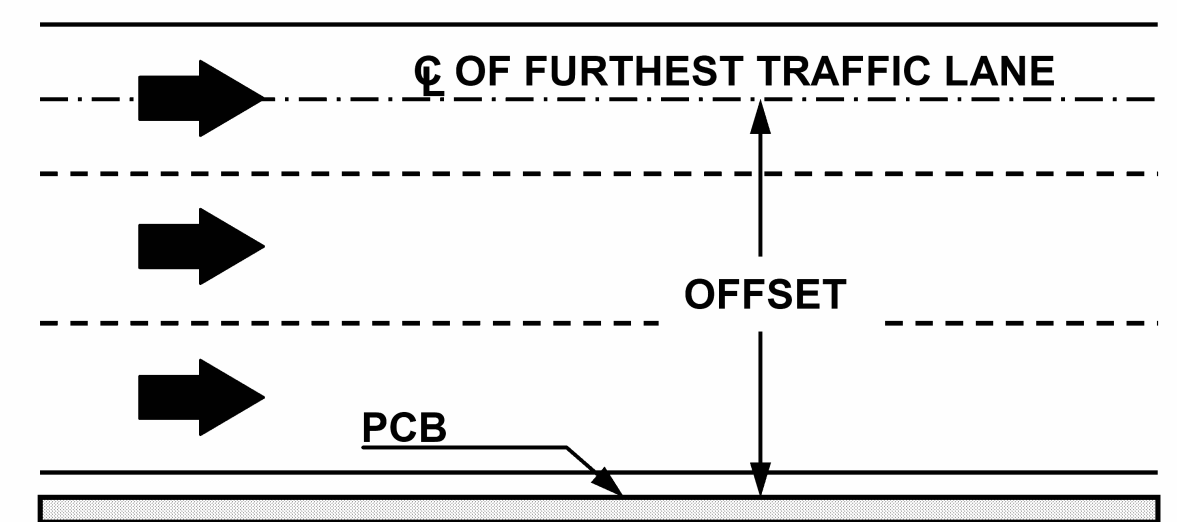 ℄ OF FURTHEST TRAFFIC LANE
OFFSET
PCB